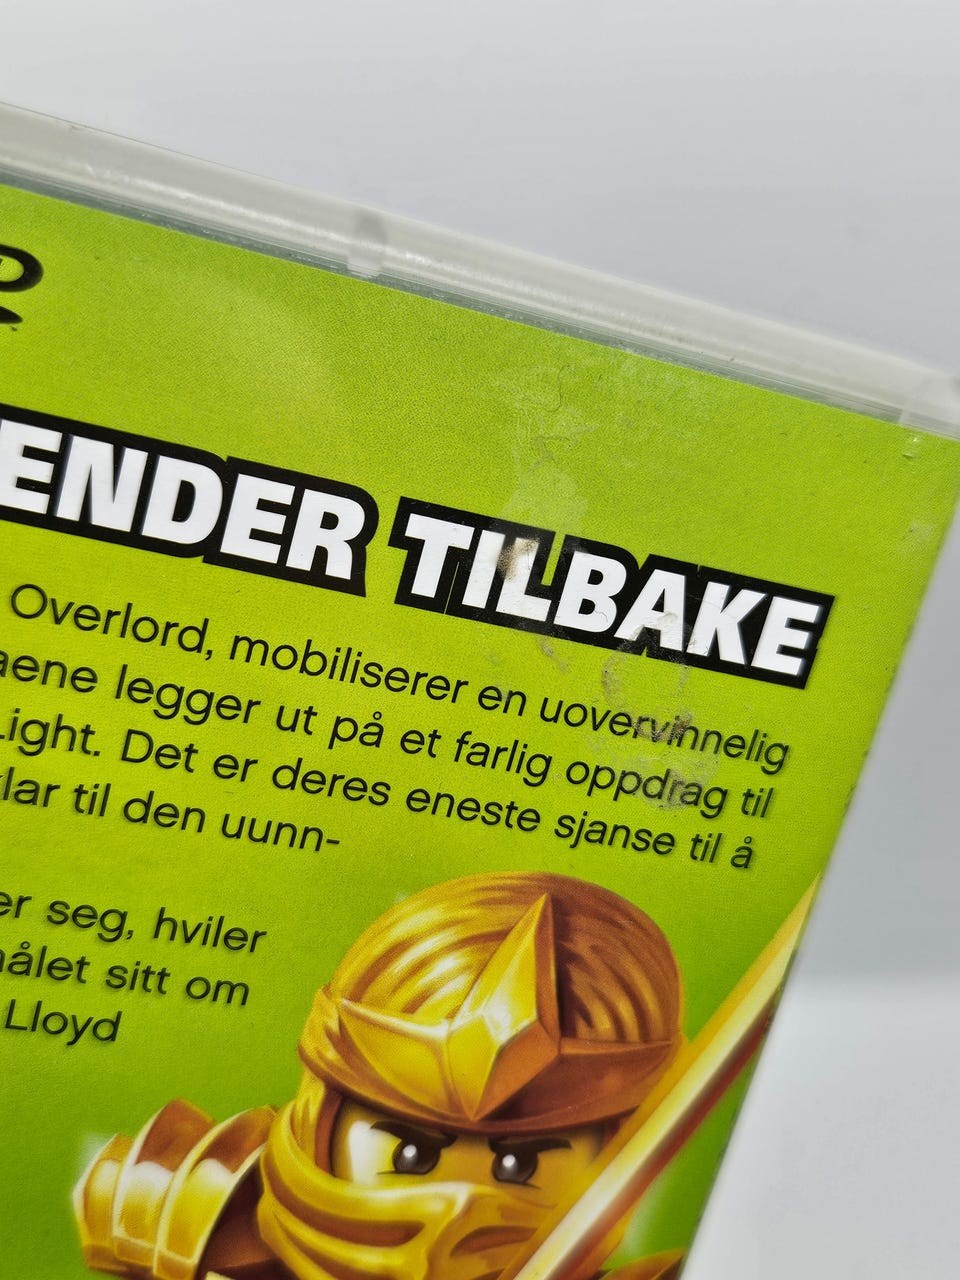 ENDER TILBAKE
Overlord, mobiliserer en uovervinnelig
aene legger ut på et farlig oppdrag til
Light. Det er deres eneste sjanse til å
klar til den uunn-
er seg, hviler
målet sitt om
Lloyd